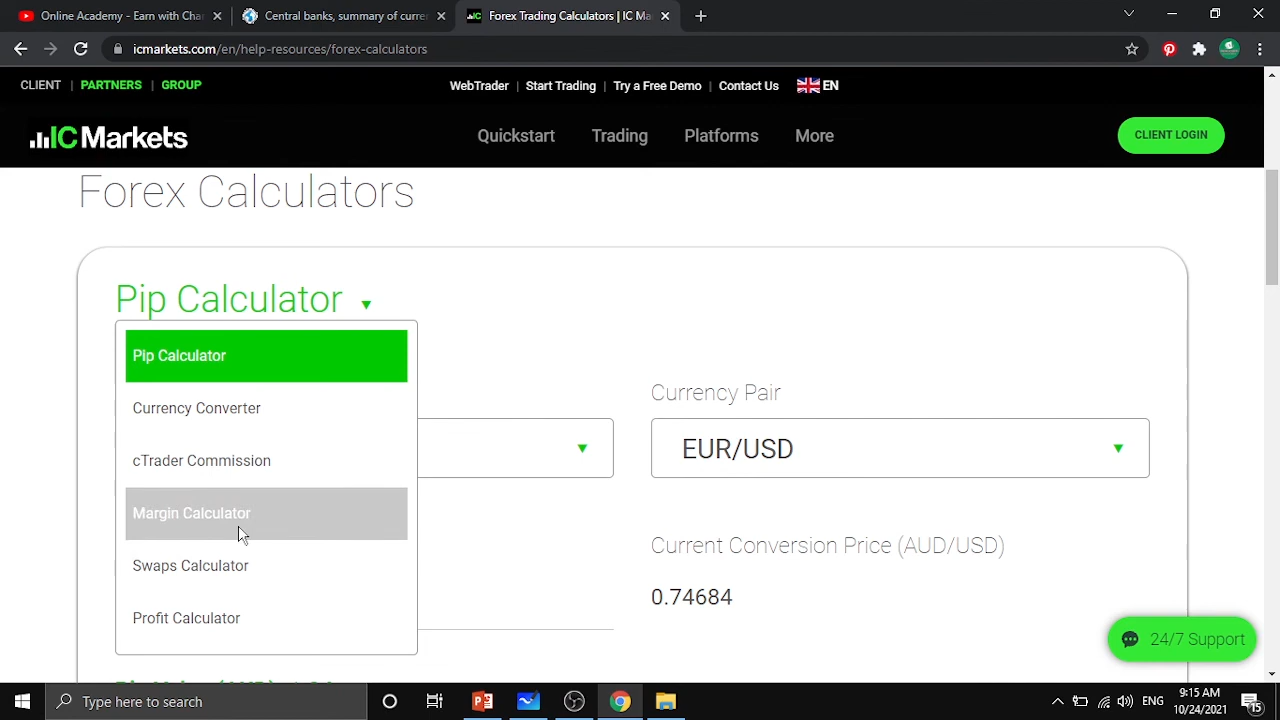 Online Academy - Earn with Char
Central banks, summary of currer
Forex Trading Calculators | IC Ma
icmarkets.com/en/help-resources/forex-calculators
CLIENT | PARTNERS | GROUP
WebTrader | Start Trading | Try a Free Demo | Contact Us EN
IC Markets
Quickstart Trading Platforms More
CLIENT LOGIN
Forex Calculators
Pip Calculator
Pip Calculator
Currency Converter
cTrader Commission
Margin Calculator
Swaps Calculator
Profit Calculator
Currency Pair
EUR/USD
Current Conversion Price (AUD/USD)
0.74684
24/7 Support
Type here to search
ENG
9:15 AM
10/24/2021
15